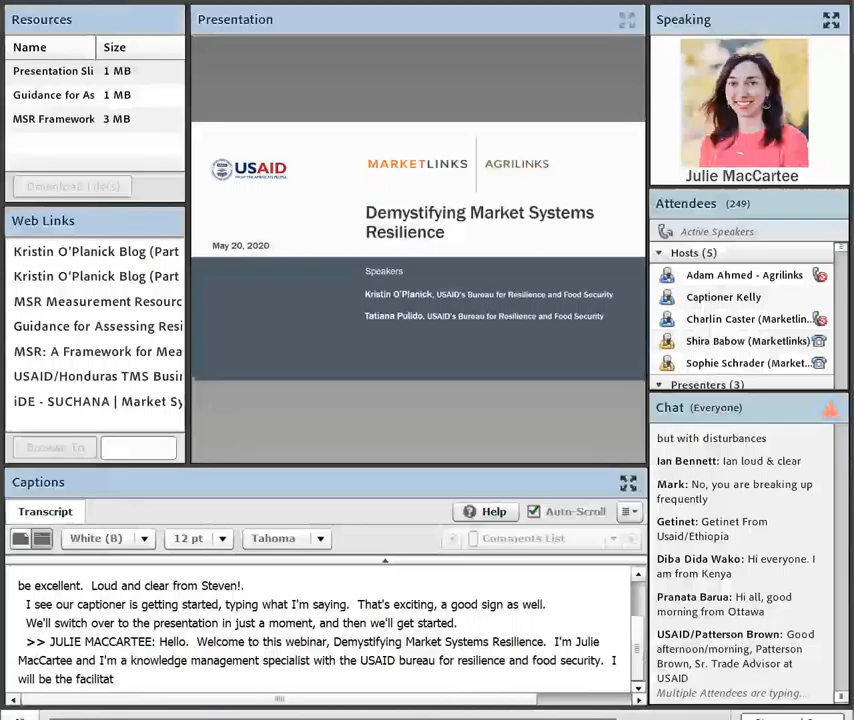 Resources
Name Size
Presentation Sli 1 MB
Guidance for As 1 MB
MSR Framework 3 MB
Download File(s)
Web Links
Kristin O'Planick Blog (Part
Kristin O'Planick Blog (Part
MSR Measurement Resourc
Guidance for Assessing Resi
MSR: A Framework for Mea
USAID/Honduras TMS Busin
iDE - SUCHANA | Market Sy
Browse To
Presentation
USAID
FROM THE AMERICAN PEOPLE
MARKETLINKS AGRILINKS
Demystifying Market Systems
Resilience
May 20, 2020
Speakers
Kristin O'Planick, USAID's Bureau for Resilience and Food Security
Tatiana Pulido, USAID's Bureau for Resilience and Food Security
Captions
Transcript
Help
Auto-Scroll
White (B) 12 pt Tahoma Comments List
be excellent. Loud and clear from Steven!.
I see our captioner is getting started, typing what I'm saying. That's exciting, a good sign as well.
We'll switch over to the presentation in just a moment, and then we'll get started.
>> JULIE MACCARTEE: Hello. Welcome to this webinar, Demystifying Market Systems Resilience. I'm Julie
MacCartee and I'm a knowledge management specialist with the USAID bureau for resilience and food security. I
will be the facilitat
Speaking
Julie MacCartee
Attendees (249)
Active Speakers
Hosts (5)
Adam Ahmed - Agrilinks
Captioner Kelly
Charlin Caster (Marketlin...
Shira Babow (Marketlinks)
Sophie Schrader (Market...
Presenters (3)
Chat (Everyone)
but with disturbances
Ian Bennett: Ian loud & clear
Mark: No, you are breaking up
frequently
Getinet: Getinet From
Usaid/Ethiopia
Diba Dida Wako: Hi everyone. I
am from Kenya
Pranata Barua: Hi all, good
morning from Ottawa
USAID/Patterson Brown: Good
afternoon/morning, Patterson
Brown, Sr. Trade Advisor at
USAID
Multiple Attendees are typing...